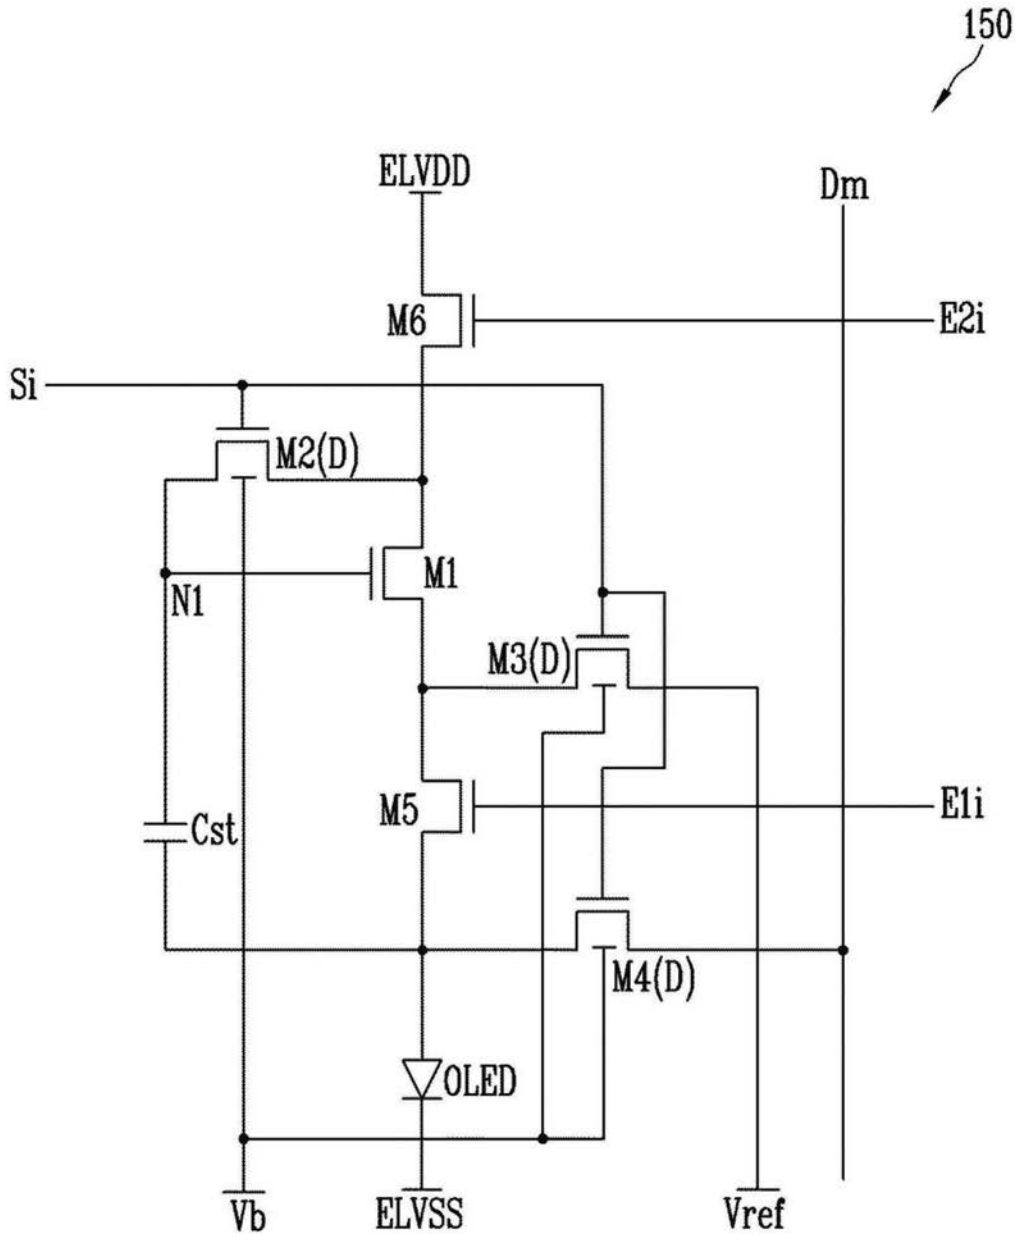 150
ELVDD
Dm
M6
E2i
Si
M2(D)
M1
N1
M3(D)
M5
E1i
Cst
M4(D)
OLED
Vb
ELVSS
Vref